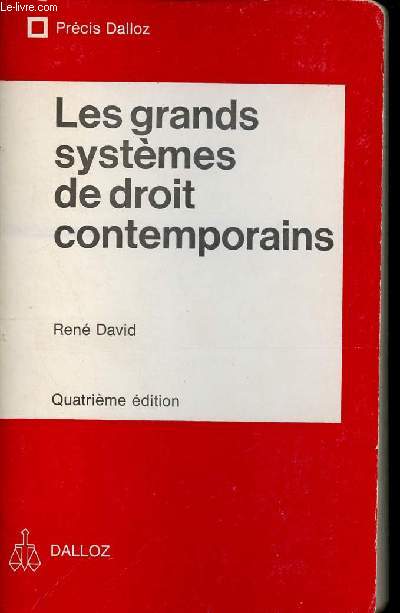 Le-livre.com
Précis Dalloz
Les grands
systèmes
de droit
contemporains
René David
Quatrième édition
DALLOZ